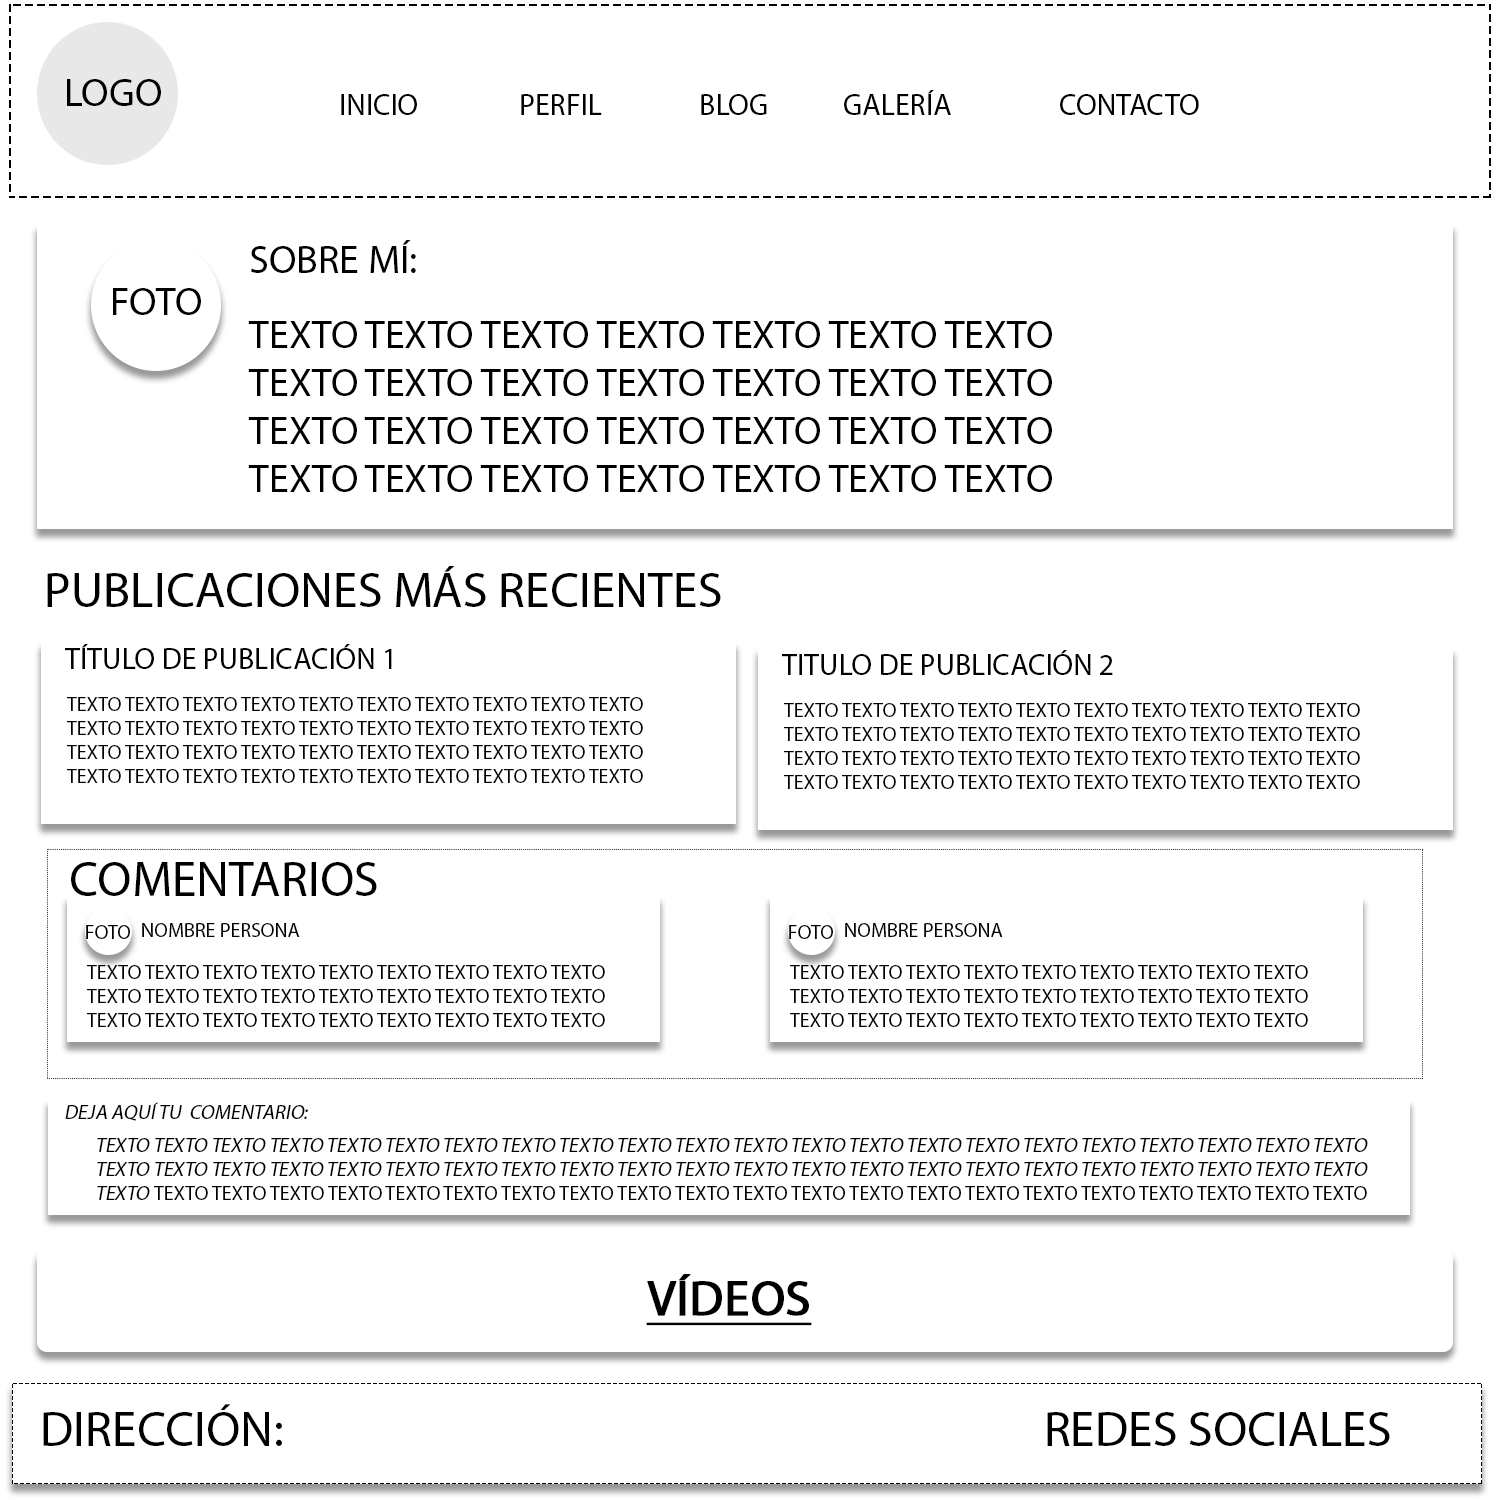 LOGO
INICIO PERFIL BLOG GALERÍA CONTACTO
SOBRE MÍ:
FOTO
TEXTO TEXTO TEXTO TEXTO TEXTO TEXTO TEXTO
TEXTO TEXTO TEXTO TEXTO TEXTO TEXTO TEXTO
TEXTO TEXTO TEXTO TEXTO TEXTO TEXTO TEXTO
TEXTO TEXTO TEXTO TEXTO TEXTO TEXTO TEXTO
PUBLICACIONES MÁS RECIENTES
TÍTULO DE PUBLICACIÓN 1
TEXTO TEXTO TEXTO TEXTO TEXTO TEXTO TEXTO TEXTO TEXTO TEXTO
TEXTO TEXTO TEXTO TEXTO TEXTO TEXTO TEXTO TEXTO TEXTO TEXTO
TEXTO TEXTO TEXTO TEXTO TEXTO TEXTO TEXTO TEXTO TEXTO TEXTO
TEXTO TEXTO TEXTO TEXTO TEXTO TEXTO TEXTO TEXTO TEXTO TEXTO
TITULO DE PUBLICACIÓN 2
TEXTO TEXTO TEXTO TEXTO TEXTO TEXTO TEXTO TEXTO TEXTO TEXTO
TEXTO TEXTO TEXTO TEXTO TEXTO TEXTO TEXTO TEXTO TEXTO TEXTO
TEXTO TEXTO TEXTO TEXTO TEXTO TEXTO TEXTO TEXTO TEXTO TEXTO
TEXTO TEXTO TEXTO TEXTO TEXTO TEXTO TEXTO TEXTO TEXTO TEXTO
COMENTARIOS
FOTO NOMBRE PERSONA
TEXTO TEXTO TEXTO TEXTO TEXTO TEXTO TEXTO TEXTO TEXTO
TEXTO TEXTO TEXTO TEXTO TEXTO TEXTO TEXTO TEXTO TEXTO
TEXTO TEXTO TEXTO TEXTO TEXTO TEXTO TEXTO TEXTO TEXTO
FOTO NOMBRE PERSONA
TEXTO TEXTO TEXTO TEXTO TEXTO TEXTO TEXTO TEXTO TEXTO
TEXTO TEXTO TEXTO TEXTO TEXTO TEXTO TEXTO TEXTO TEXTO
TEXTO TEXTO TEXTO TEXTO TEXTO TEXTO TEXTO TEXTO TEXTO
DEJA AQUÍ TU COMENTARIO:
TEXTO TEXTO TEXTO TEXTO TEXTO TEXTO TEXTO TEXTO TEXTO TEXTO TEXTO TEXTO TEXTO TEXTO TEXTO TEXTO TEXTO TEXTO TEXTO TEXTO TEXTO TEXTO
TEXTO TEXTO TEXTO TEXTO TEXTO TEXTO TEXTO TEXTO TEXTO TEXTO TEXTO TEXTO TEXTO TEXTO TEXTO TEXTO TEXTO TEXTO TEXTO TEXTO TEXTO TEXTO
TEXTO TEXTO TEXTO TEXTO TEXTO TEXTO TEXTO TEXTO TEXTO TEXTO TEXTO TEXTO TEXTO TEXTO TEXTO TEXTO TEXTO TEXTO TEXTO TEXTO TEXTO TEXTO
VÍDEOS
DIRECCIÓN: REDES SOCIALES